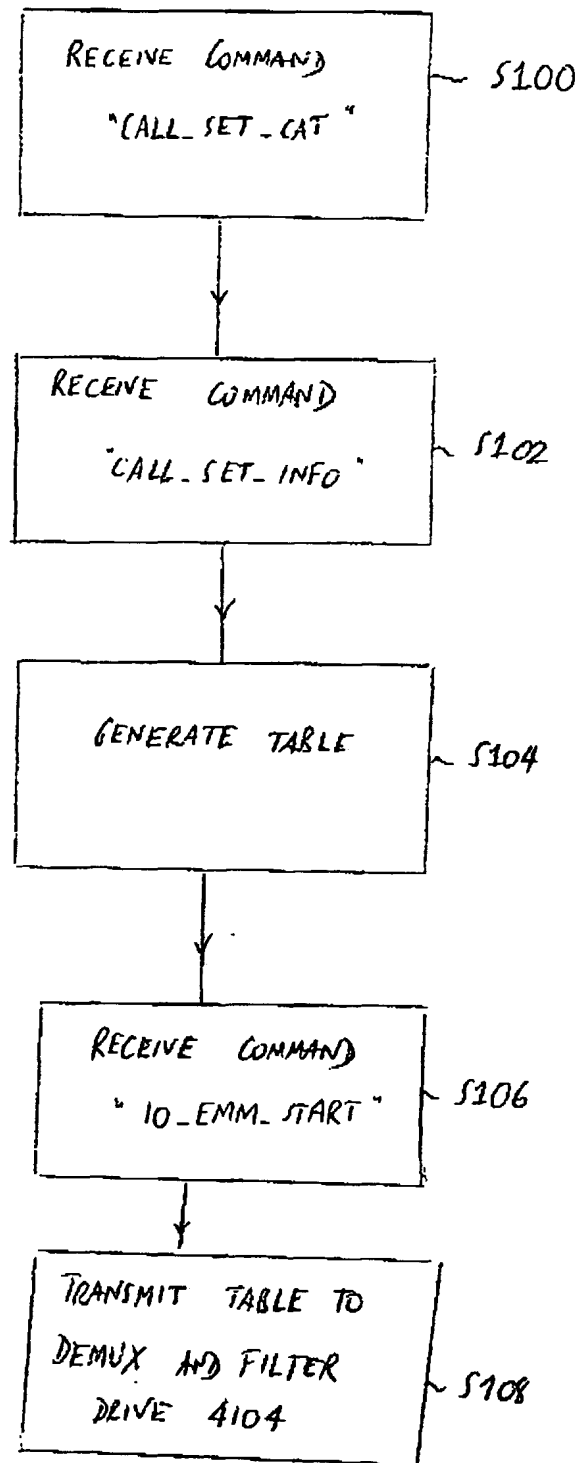 RECEIVE COMMAND
"CALL_SET_CAT"
S100
RECEIVE COMMAND
"CALL_SET_INFO"
S102
GENERATE TABLE
S104
RECEIVE COMMAND
"IO_EMM_START"
S106
TRANSMIT TABLE TO
DEMUX AND FILTER
DRIVE 4104
S108